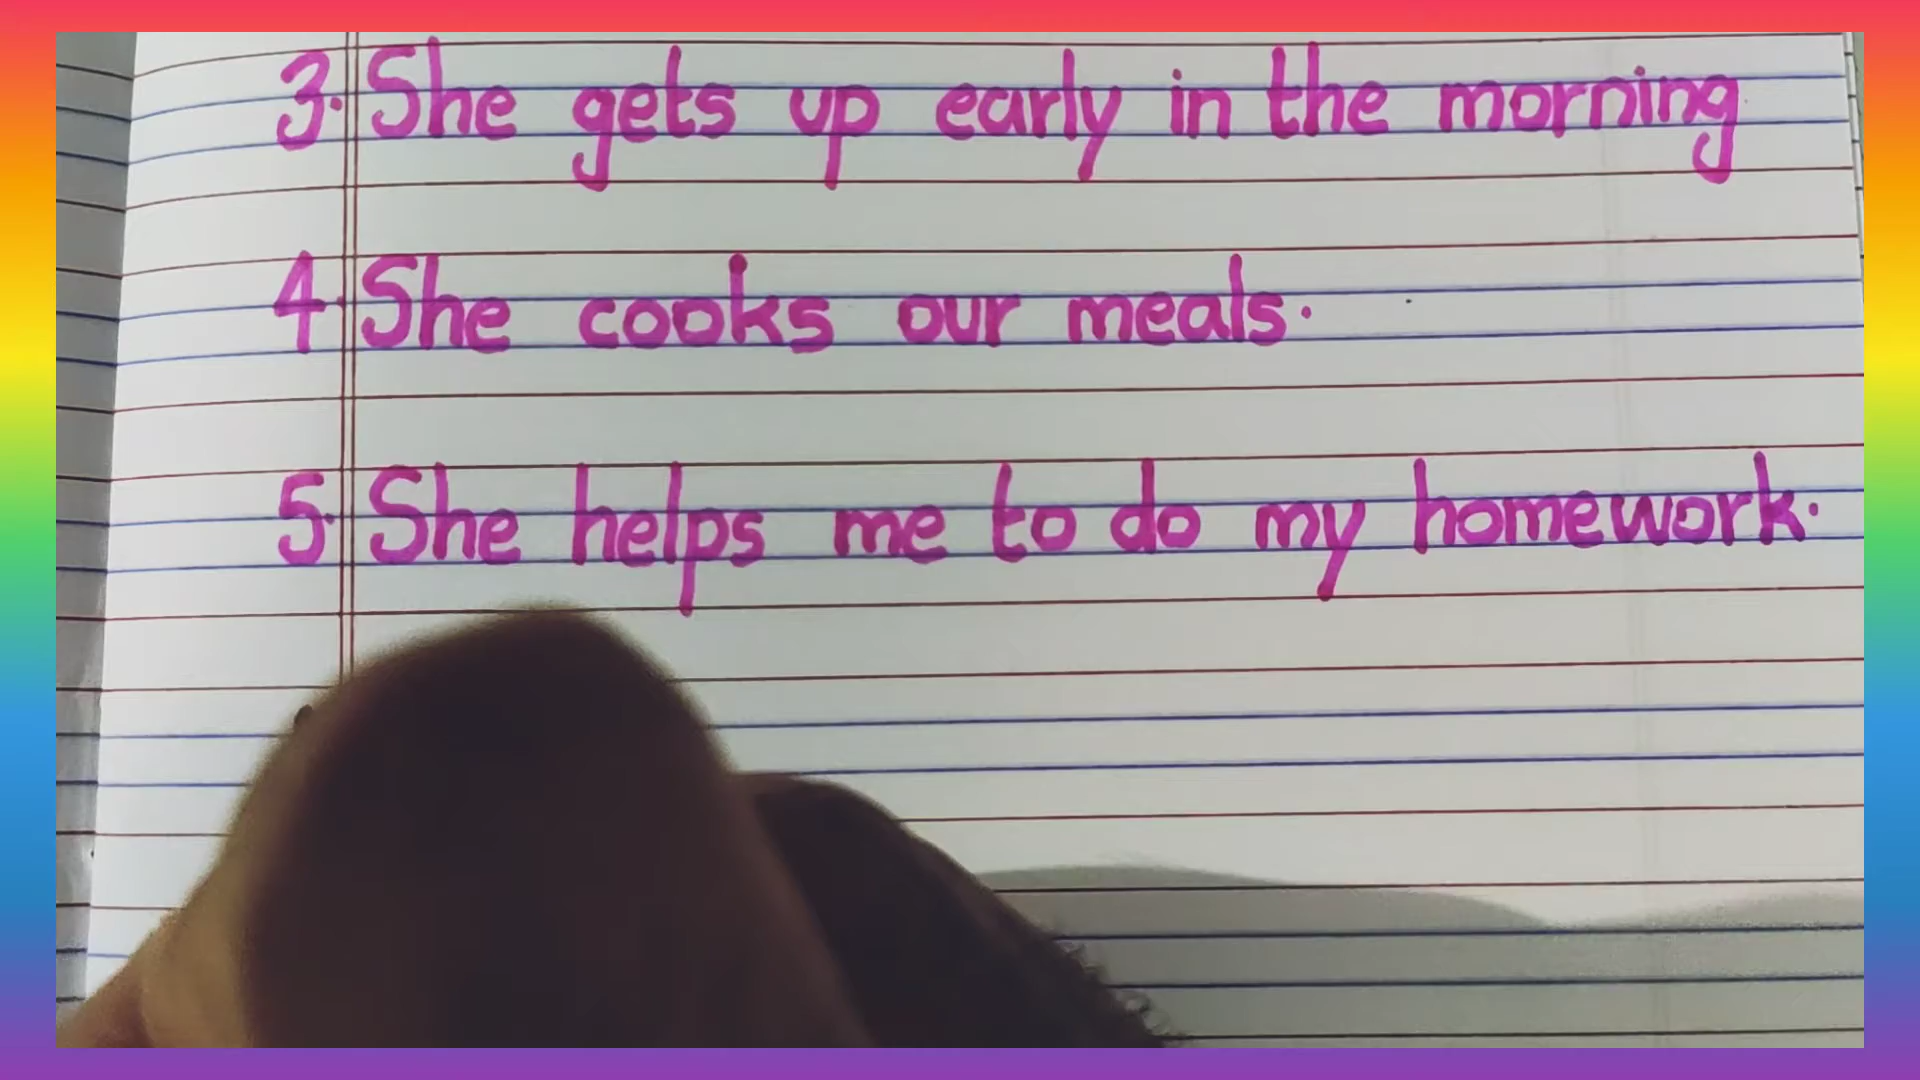 3. She gets up early in the morning
4. She cooks our meals.
5. She helps me to do my homework.